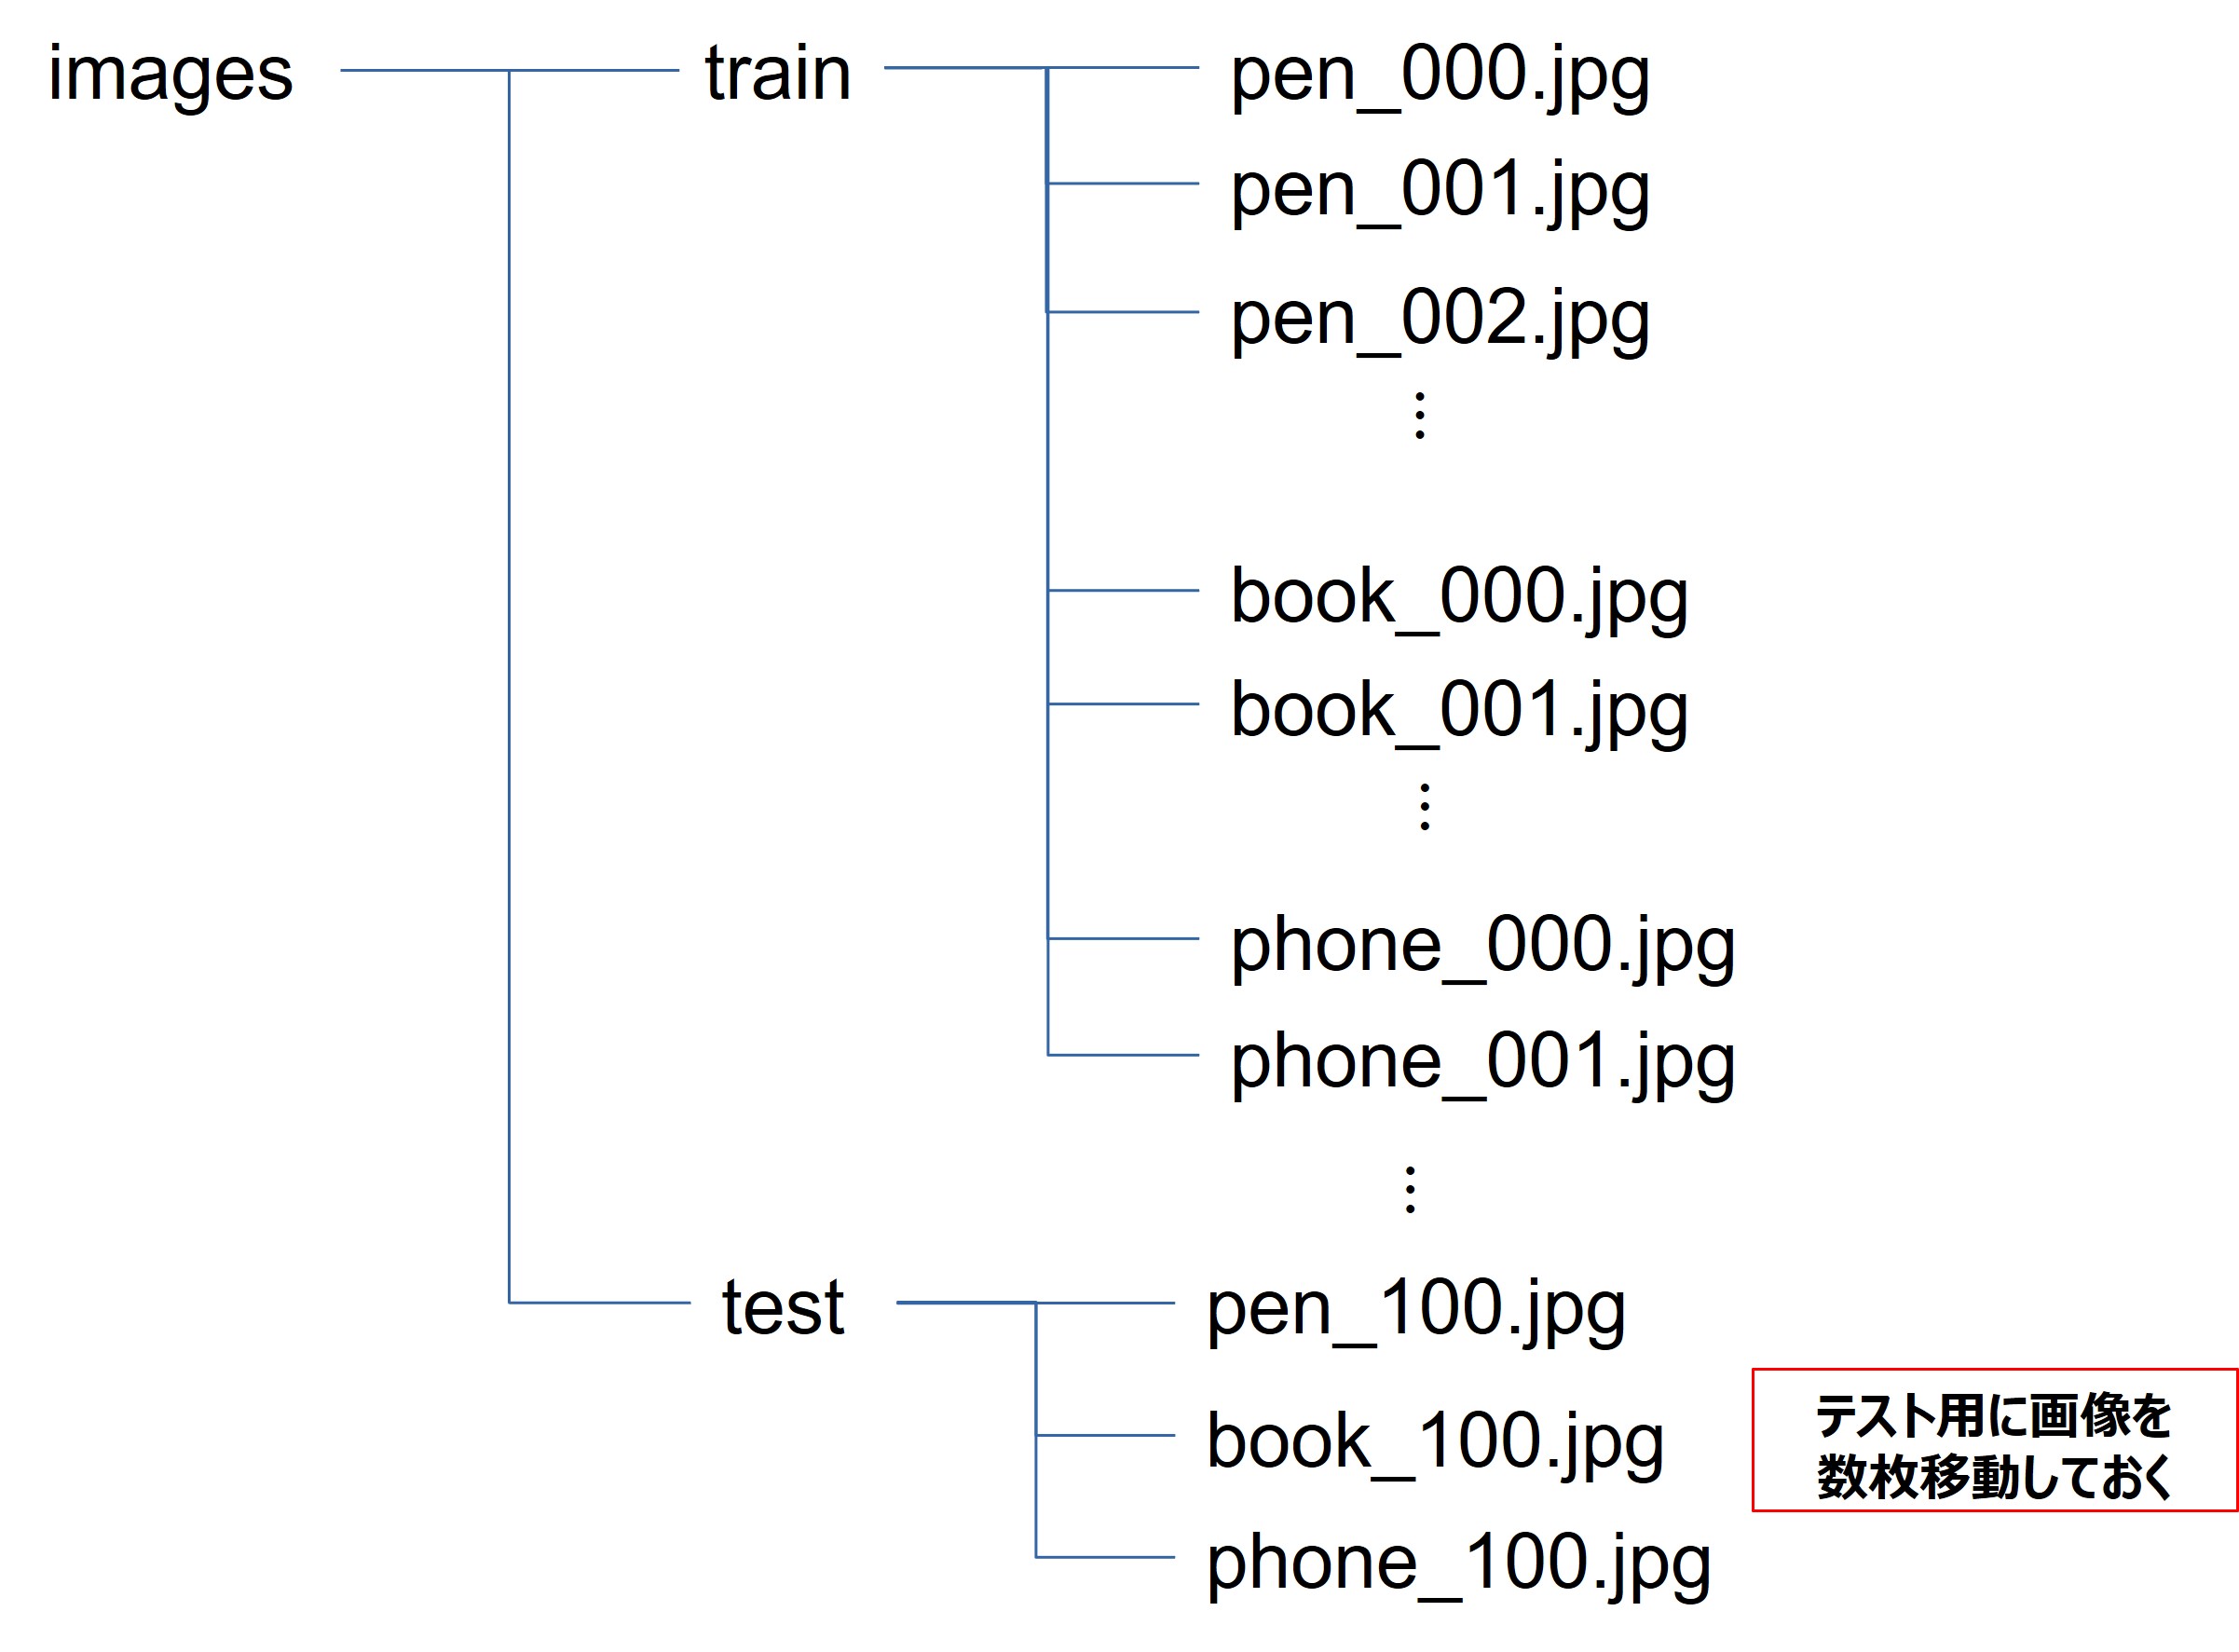 images
train
pen_000.jpg
pen_001.jpg
pen_002.jpg
⋮
book_000.jpg
book_001.jpg
⋮
phone_000.jpg
phone_001.jpg
⋮
test
pen_100.jpg
book_100.jpg
phone_100.jpg
テスト用に画像を
数枚移動しておく